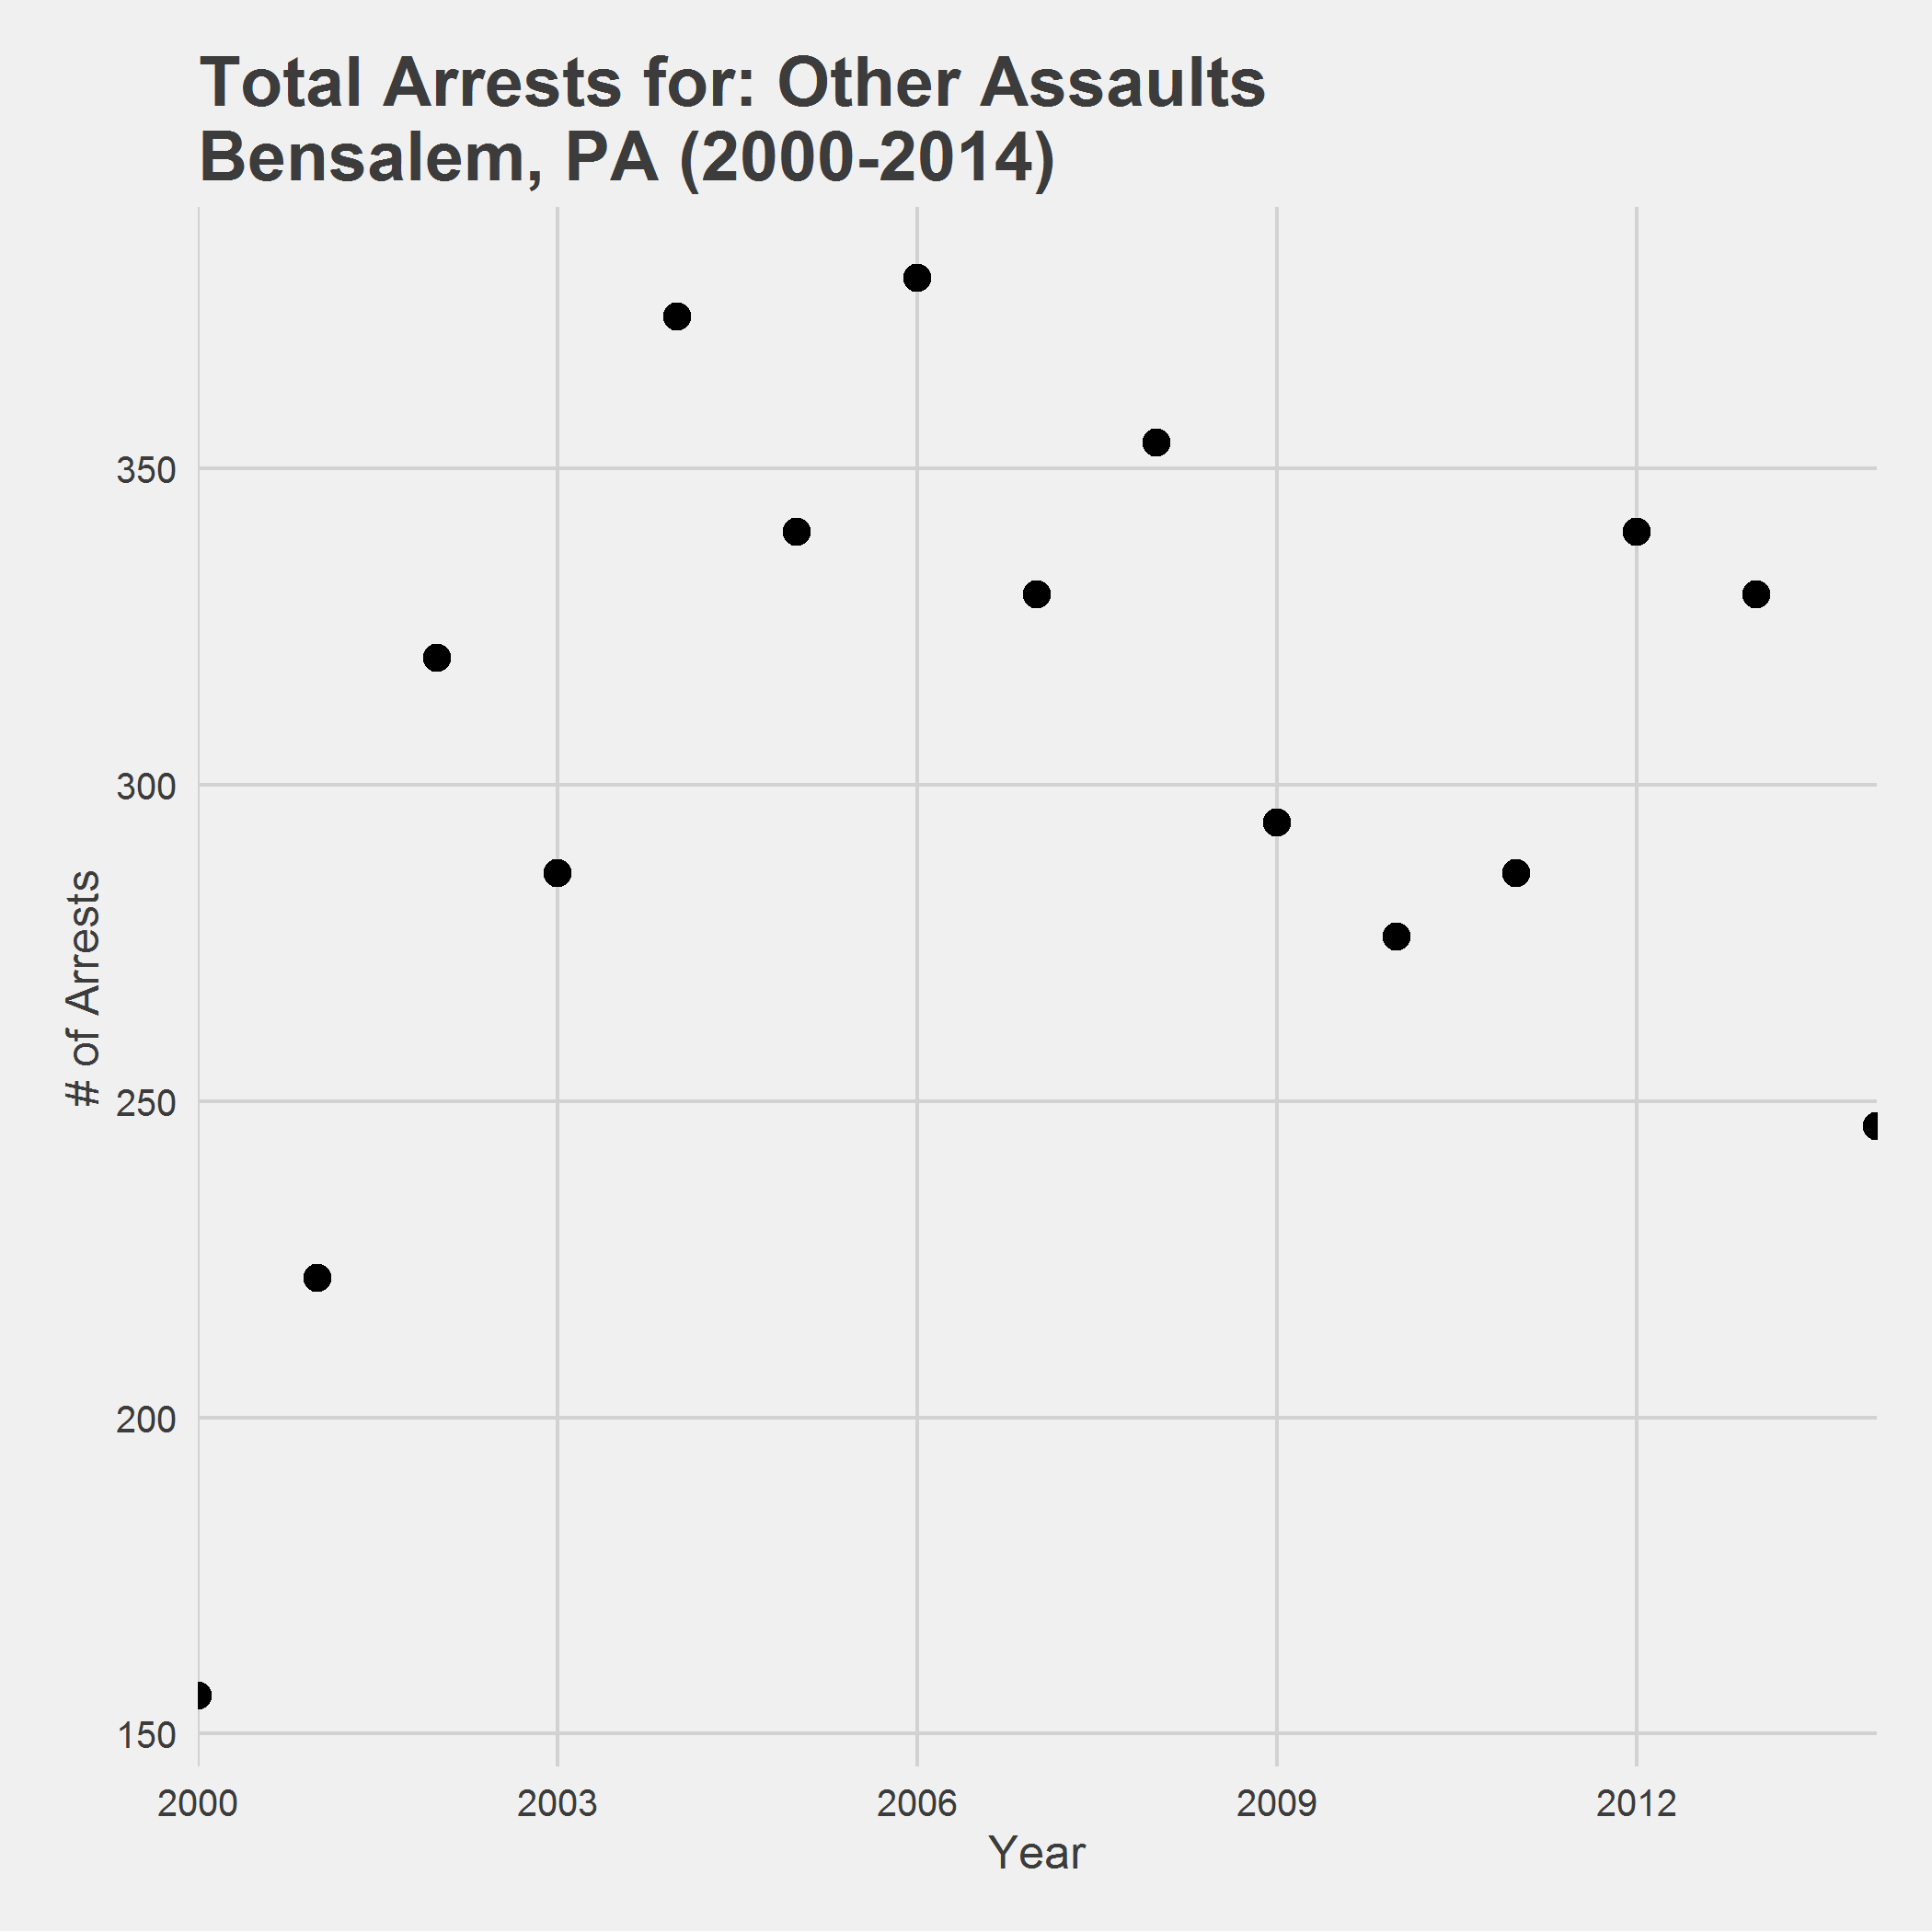 Total Arrests for: Other Assaults
Bensalem, PA (2000-2014)
350
300
250
200
150
# of Arrests
2000 2003 2006 2009 2012
Year